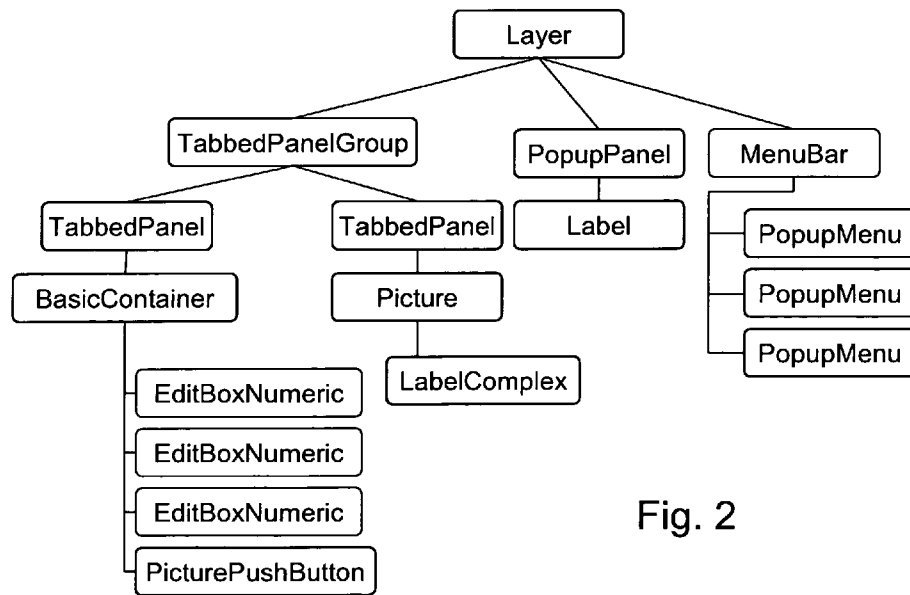 Layer
TabbedPanelGroup
PopupPanel
MenuBar
TabbedPanel
TabbedPanel
Label
PopupMenu
BasicContainer
Picture
PopupMenu
PopupMenu
LabelComplex
EditBoxNumeric
EditBoxNumeric
EditBoxNumeric
PicturePushButton
Fig. 2